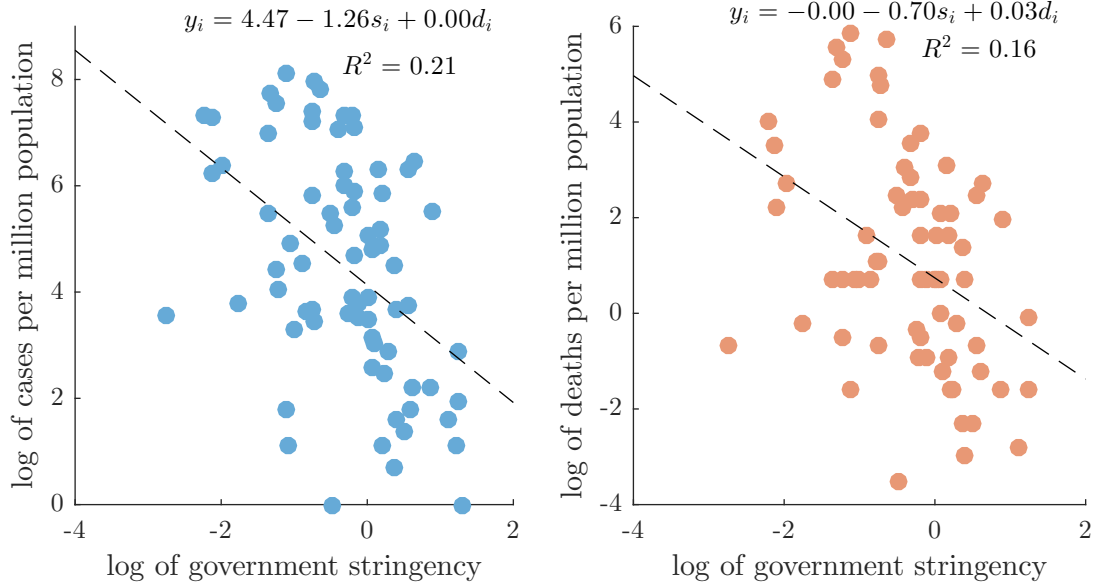 y_i = 4.47 − 1.26s_i + 0.00d_i
R² = 0.21
log of cases per million population
8
6
4
2
0
-4
-2
0
2
log of government stringency
y_i = −0.00 − 0.70s_i + 0.03d_i
R² = 0.16
log of deaths per million population
6
4
2
0
-2
-4
-4
-2
0
2
log of government stringency